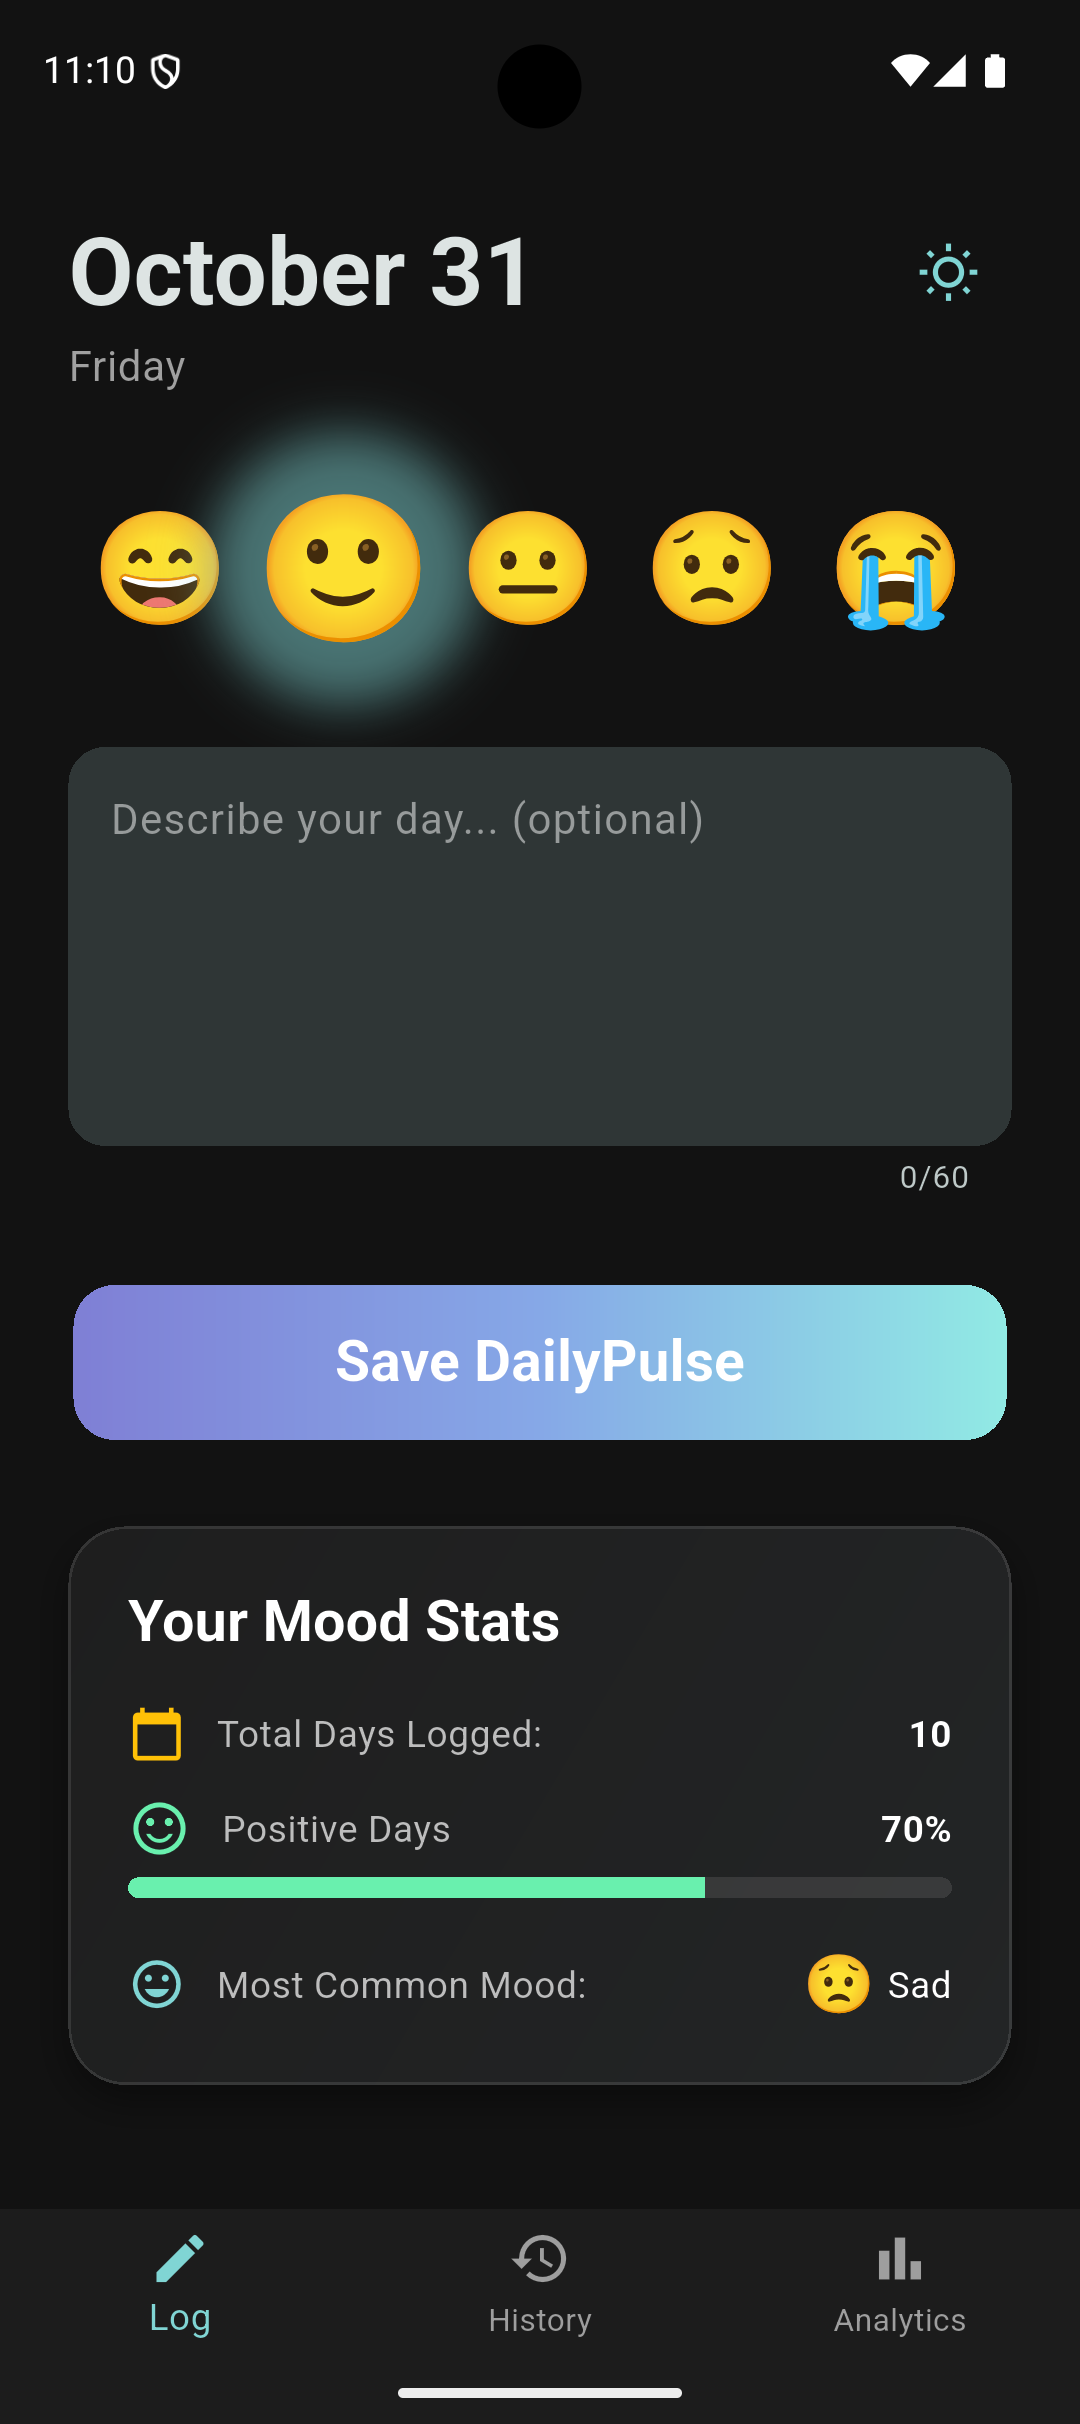 11:10
October 31
Friday
Describe your day... (optional)
0/60
Save DailyPulse
Your Mood Stats
Total Days Logged: 10
Positive Days 70%
Most Common Mood: Sad
Log History Analytics